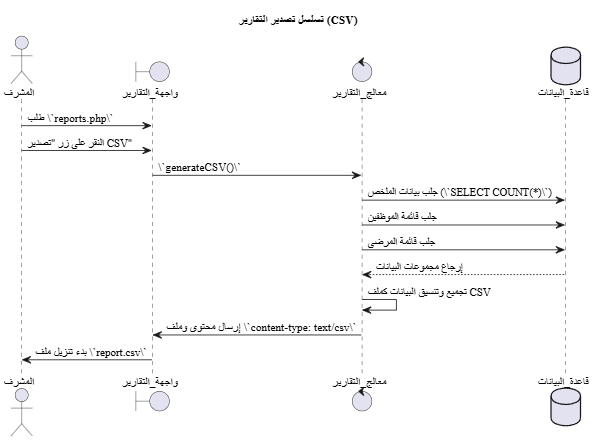 تسلسل تصدير التقارير (CSV)
المشرف
واجهة_التقارير
معالج_التقارير
قاعدة_البيانات
طلب \`reports.php\`
النقر على زر "تصدير CSV"
\`generateCSV()\`
جلب بيانات الملخص (\`SELECT COUNT(*)\`)
جلب قائمة الموظفين
جلب قائمة المرضى
إرجاع مجموعات البيانات
تجميع وتنسيق البيانات كملف CSV
إرسال محتوى وملف \`content-type: text/csv\`
بدء تنزيل ملف \`report.csv\`
المشرف
واجهة_التقارير
معالج_التقارير
قاعدة_البيانات